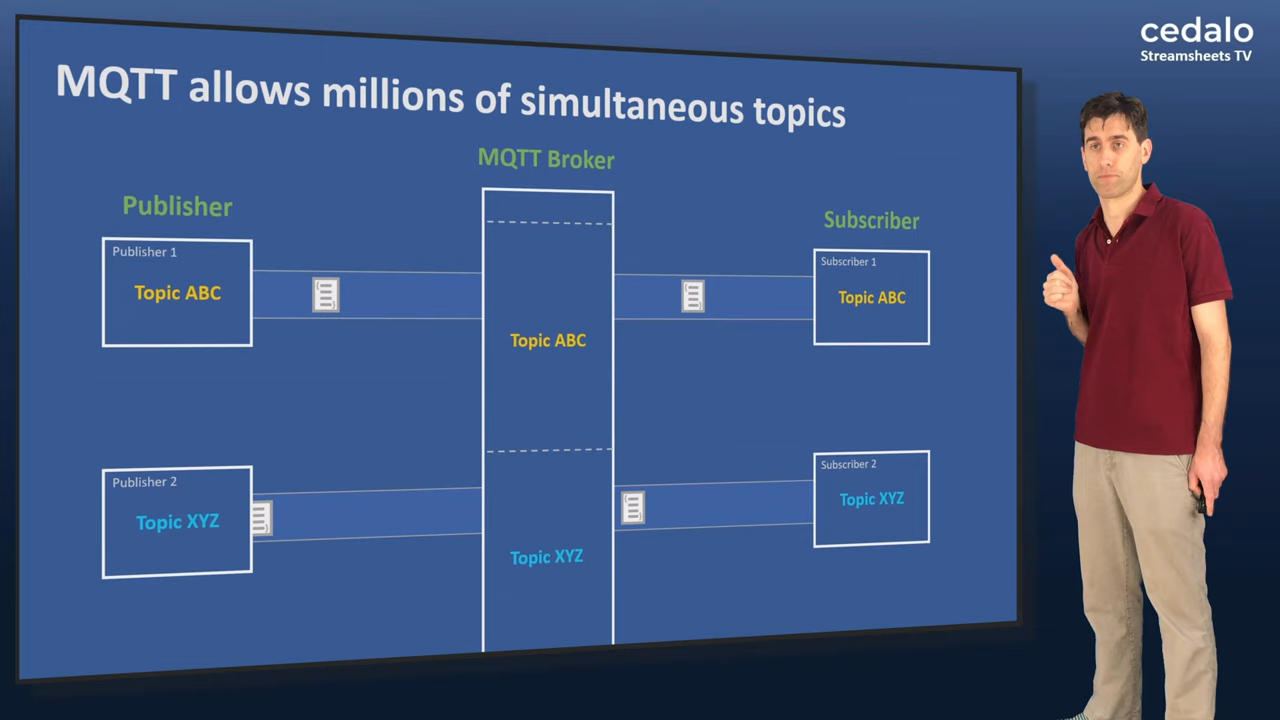 cedalo
Streamsheets TV
MQTT allows millions of simultaneous topics
MQTT Broker
Publisher
Subscriber
Publisher 1
Topic ABC
Subscriber 1
Topic ABC
Topic ABC
Publisher 2
Topic XYZ
Subscriber 2
Topic XYZ
Topic XYZ